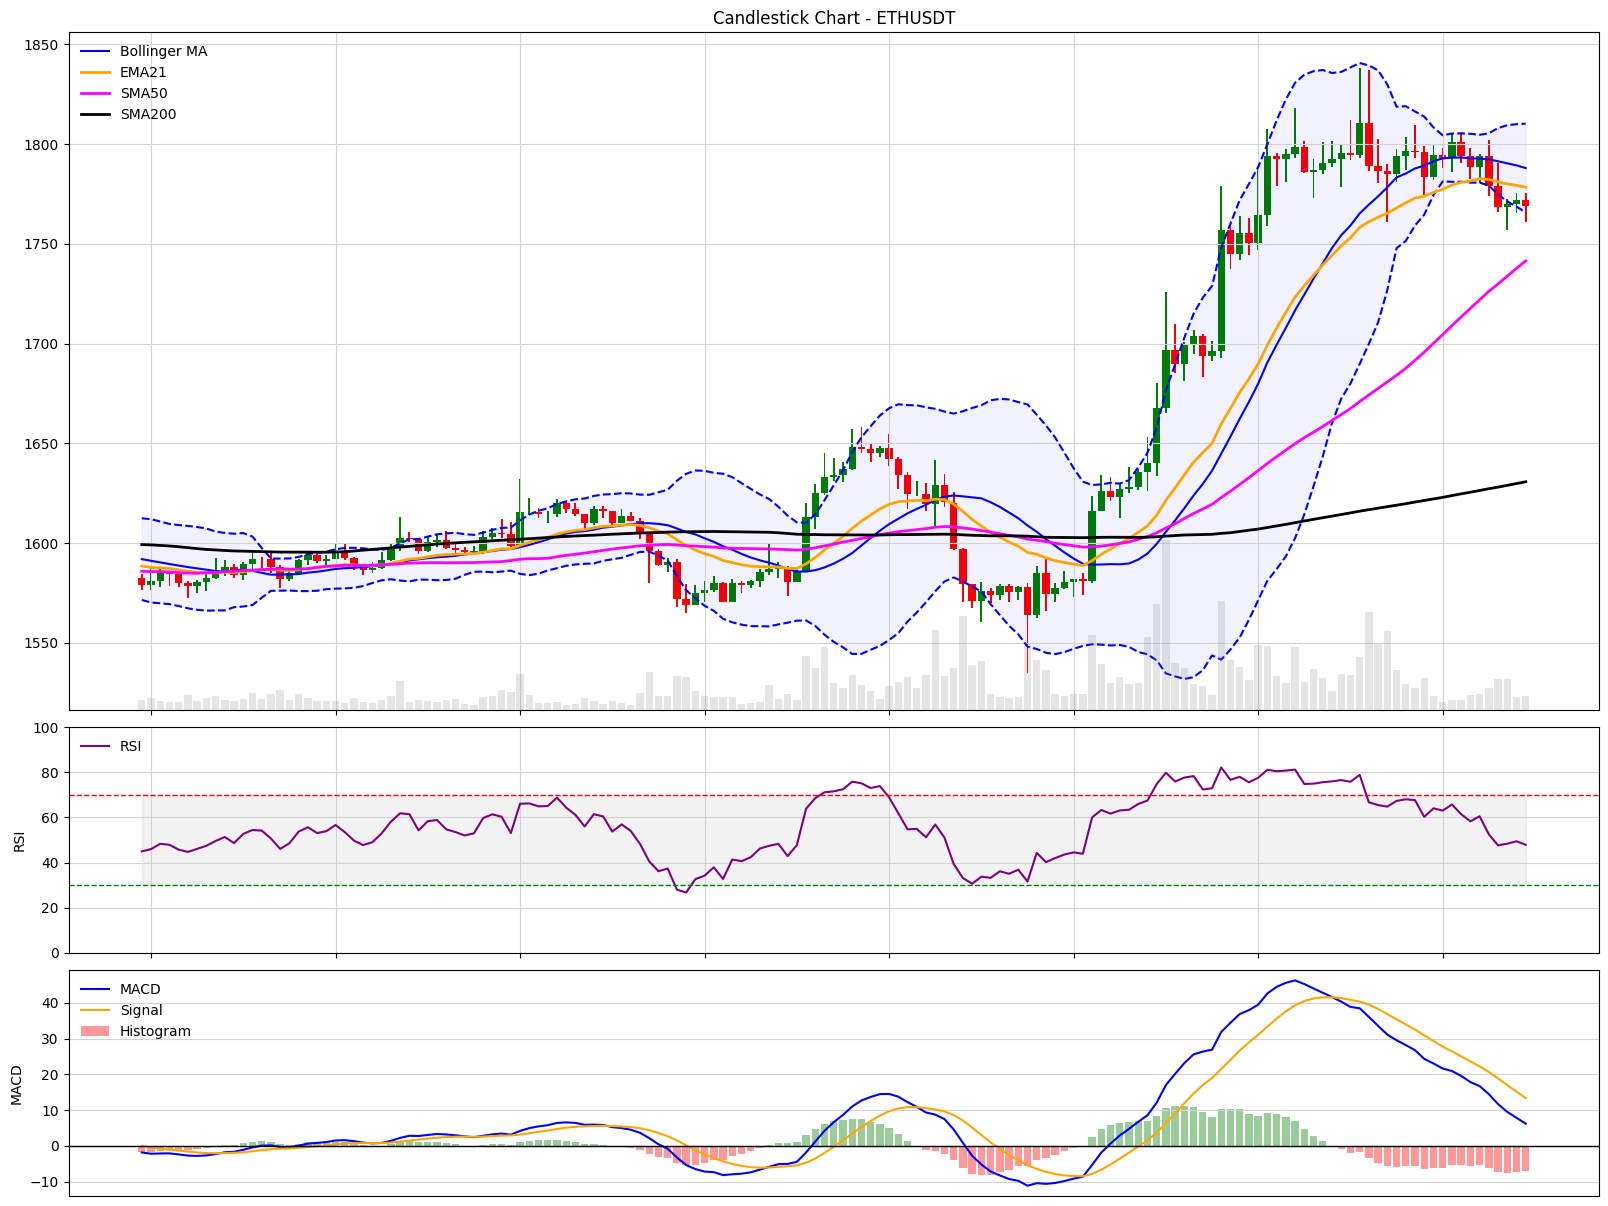 Candlestick Chart - ETHUSDT
1850
1800
1750
1700
1650
1600
1550
Bollinger MA
EMA21
SMA50
SMA200
100
80
60
40
20
0
RSI
RSI
40
30
20
10
0
−10
MACD
MACD
Signal
Histogram